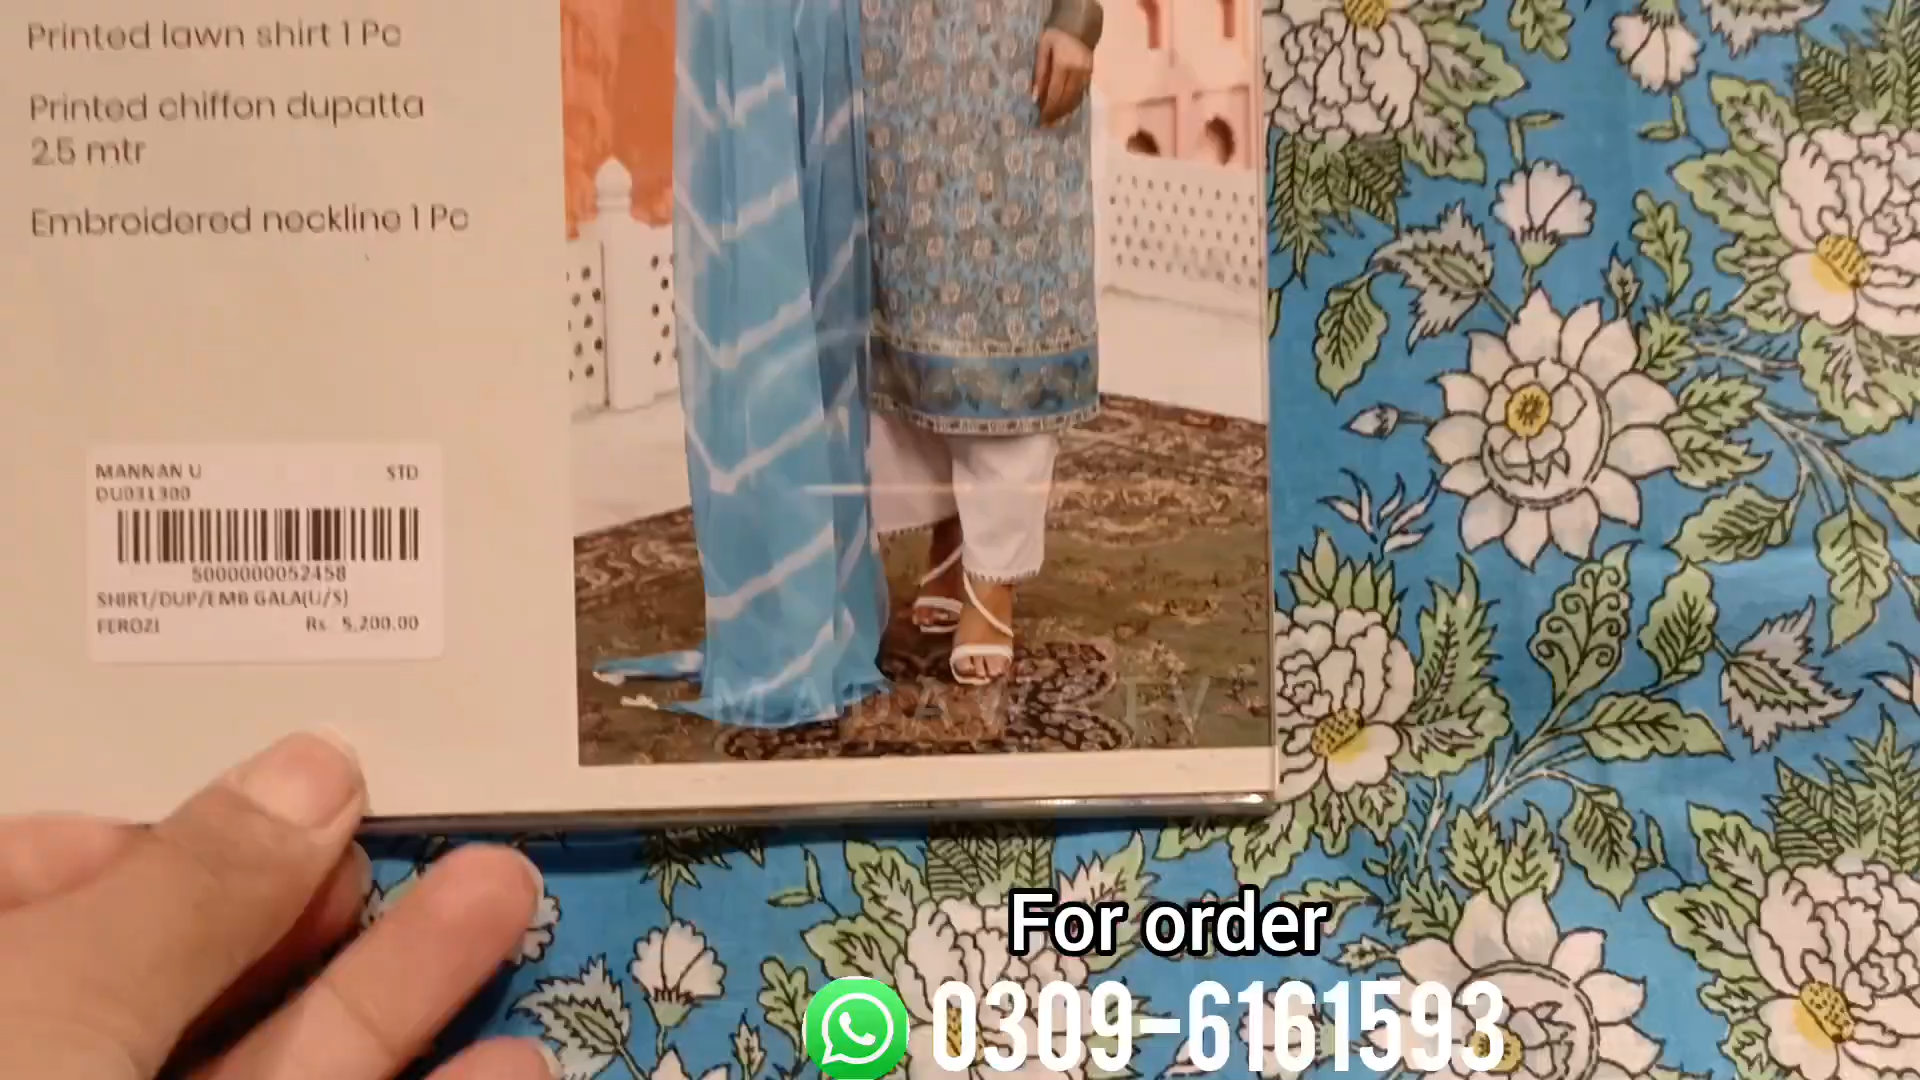 Printed lawn shirt 1 Pc
Printed chiffon dupatta
2.5 mtr
Embroidered neckline 1 Pc
MANNAN U STD
DU031300
5000000052458
SHIRT/DUP/EMB GALA(U/S)
FEROZI Rs. 5,200.00
For order
0309-6161593